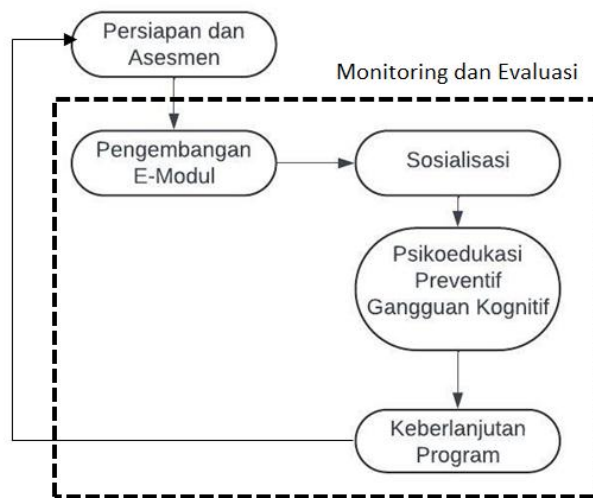 Persiapan dan
Asesmen
Monitoring dan Evaluasi
Pengembangan
E-Modul
Sosialisasi
Psikoedukasi
Preventif
Gangguan Kognitif
Keberlanjutan
Program